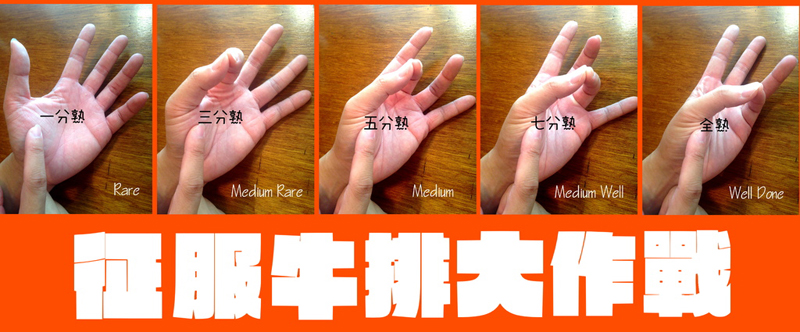 一分熟
Rare
三分熟
Medium Rare
五分熟
Medium
七分熟
Medium Well
全熟
Well Done
征服牛排大作戰